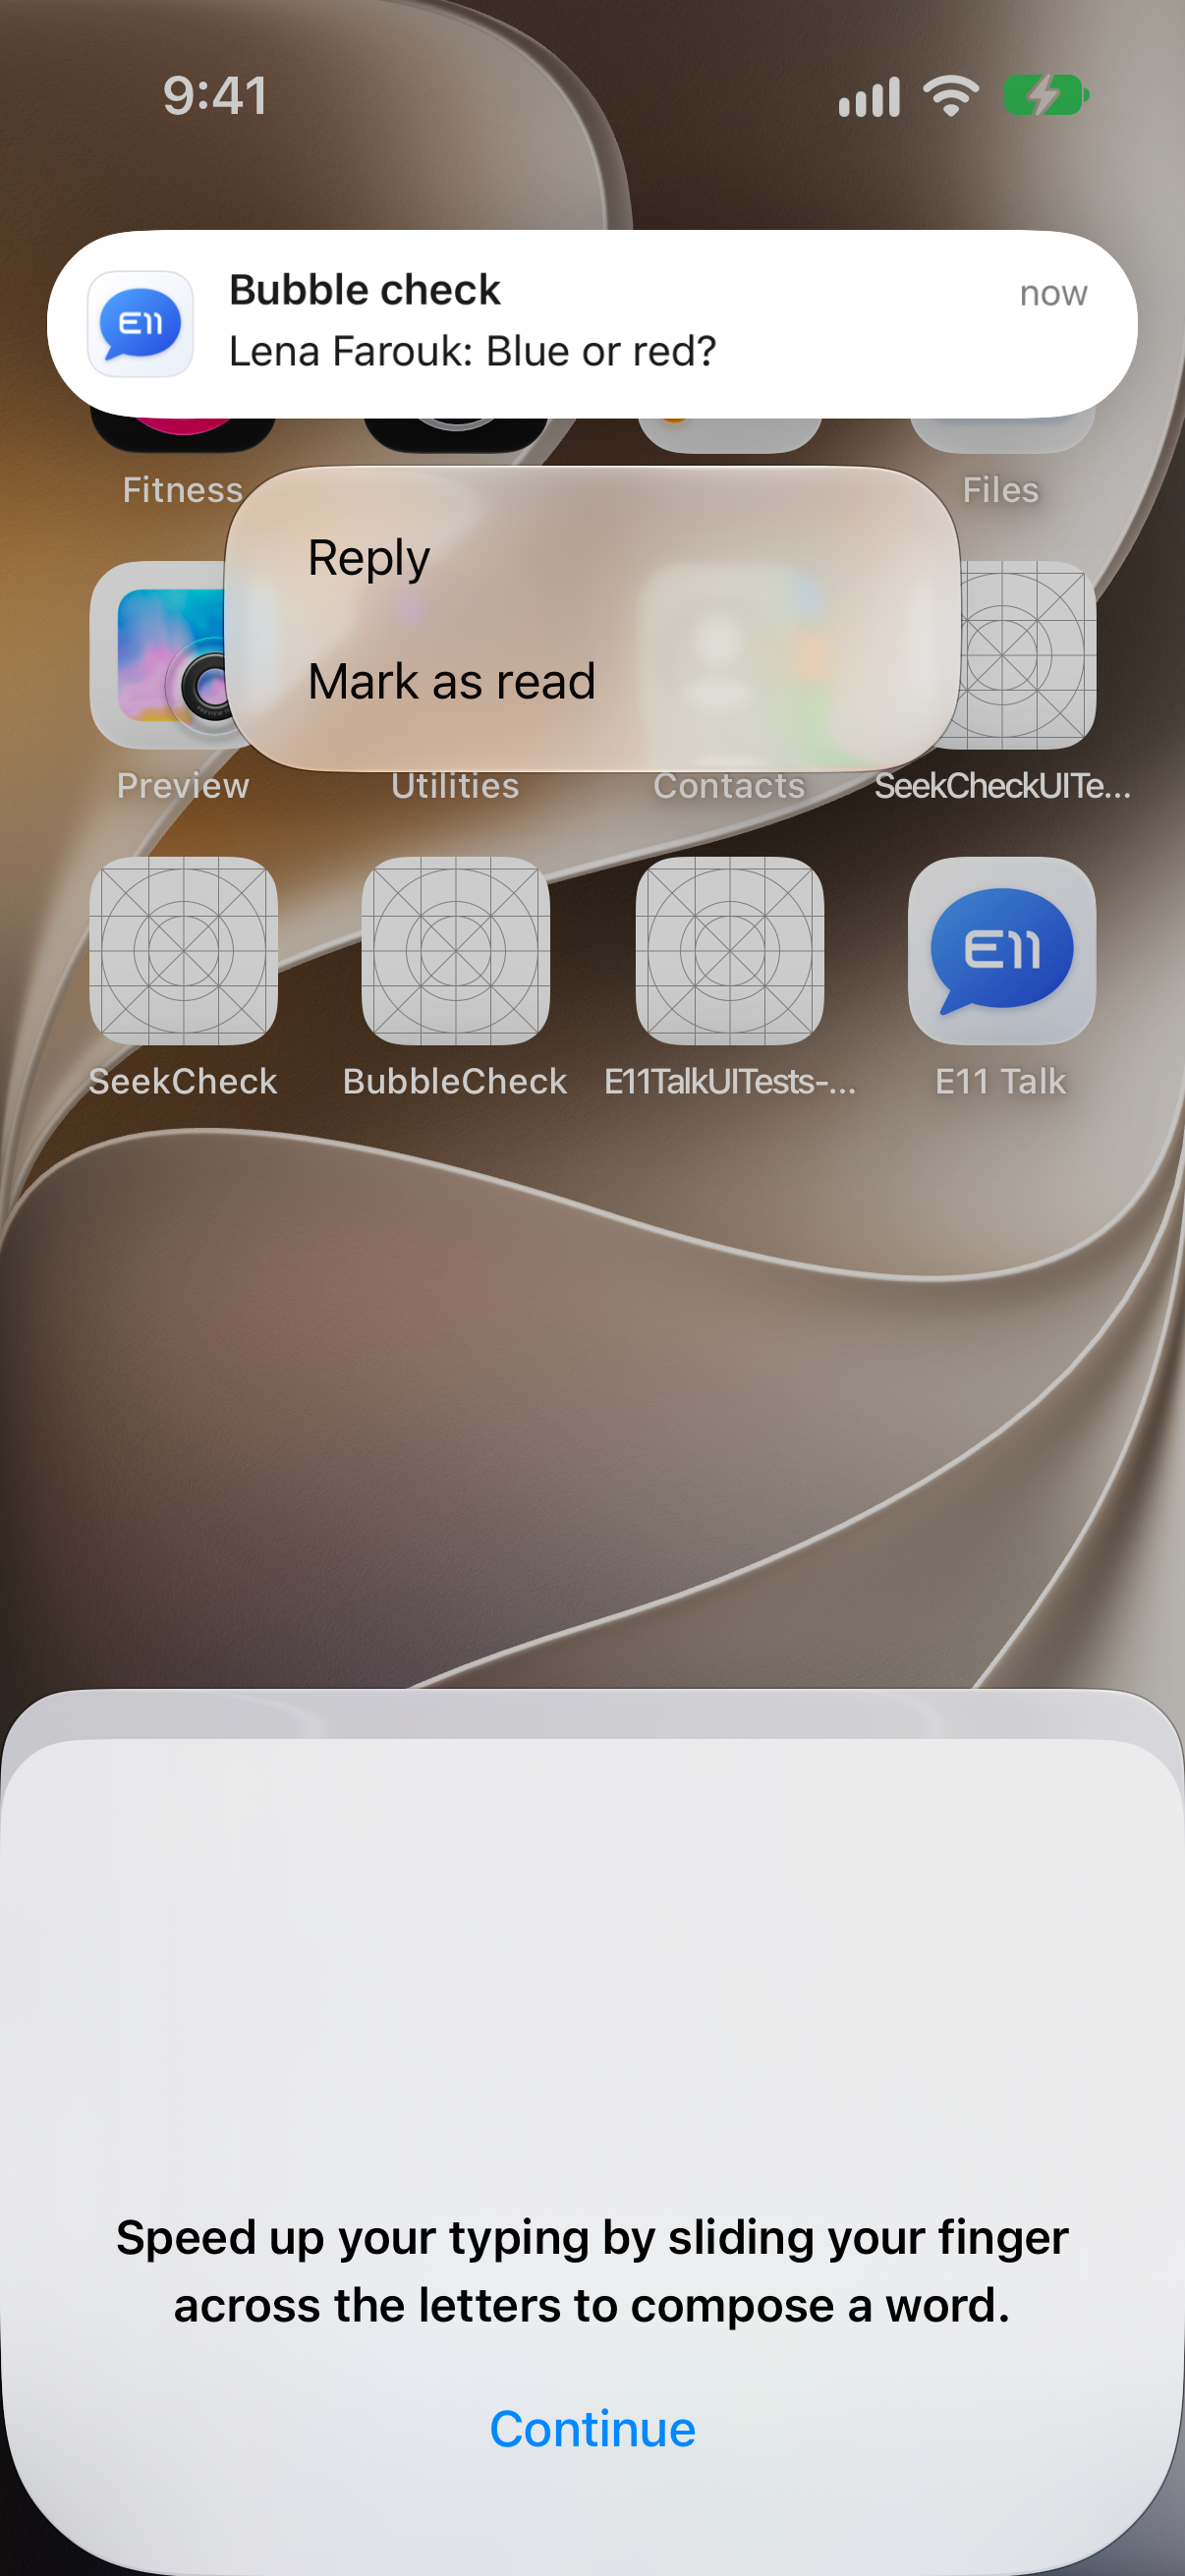 9:41
E11
Bubble check
now
Lena Farouk: Blue or red?
Fitness
Files
Reply
Mark as read
Preview
Utilities
Contacts
SeekCheckUITe...
E11
SeekCheck
BubbleCheck
E11TalkUITests-...
E11 Talk
Speed up your typing by sliding your finger
across the letters to compose a word.
Continue